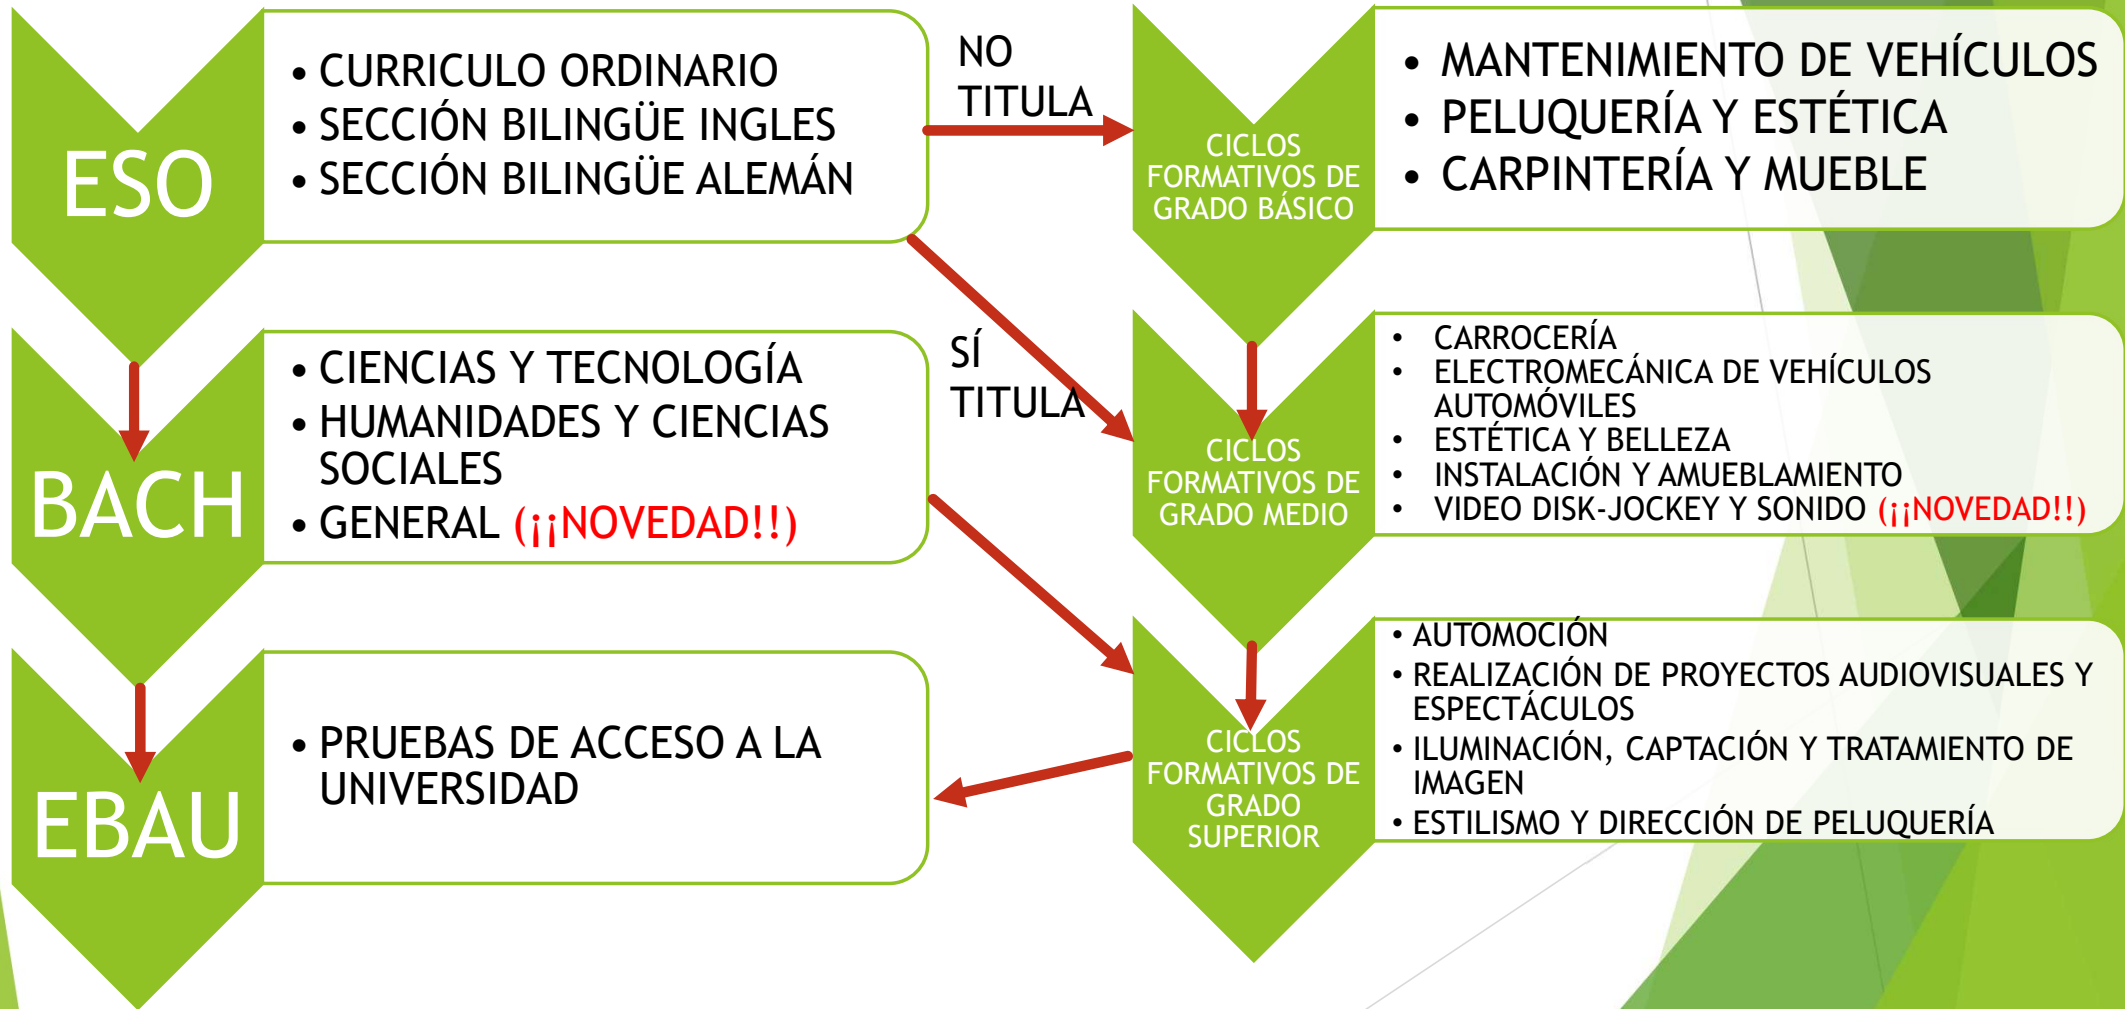 ESO
• CURRICULO ORDINARIO
• SECCIÓN BILINGÜE INGLES
• SECCIÓN BILINGÜE ALEMÁN
NO
TITULA
CICLOS
FORMATIVOS DE
GRADO BÁSICO
• MANTENIMIENTO DE VEHÍCULOS
• PELUQUERÍA Y ESTÉTICA
• CARPINTERÍA Y MUEBLE
BACH
• CIENCIAS Y TECNOLOGÍA
• HUMANIDADES Y CIENCIAS
SOCIALES
• GENERAL (¡¡NOVEDAD!!)
SÍ
TITULA
CICLOS
FORMATIVOS DE
GRADO MEDIO
• CARROCERÍA
• ELECTROMECÁNICA DE VEHÍCULOS
AUTOMÓVILES
• ESTÉTICA Y BELLEZA
• INSTALACIÓN Y AMUEBLAMIENTO
• VIDEO DISK-JOCKEY Y SONIDO (¡¡NOVEDAD!!)
EBAU
• PRUEBAS DE ACCESO A LA
UNIVERSIDAD
CICLOS
FORMATIVOS DE
GRADO
SUPERIOR
• AUTOMOCIÓN
• REALIZACIÓN DE PROYECTOS AUDIOVISUALES Y
ESPECTÁCULOS
• ILUMINACIÓN, CAPTACIÓN Y TRATAMIENTO DE
IMAGEN
• ESTILISMO Y DIRECCIÓN DE PELUQUERÍA